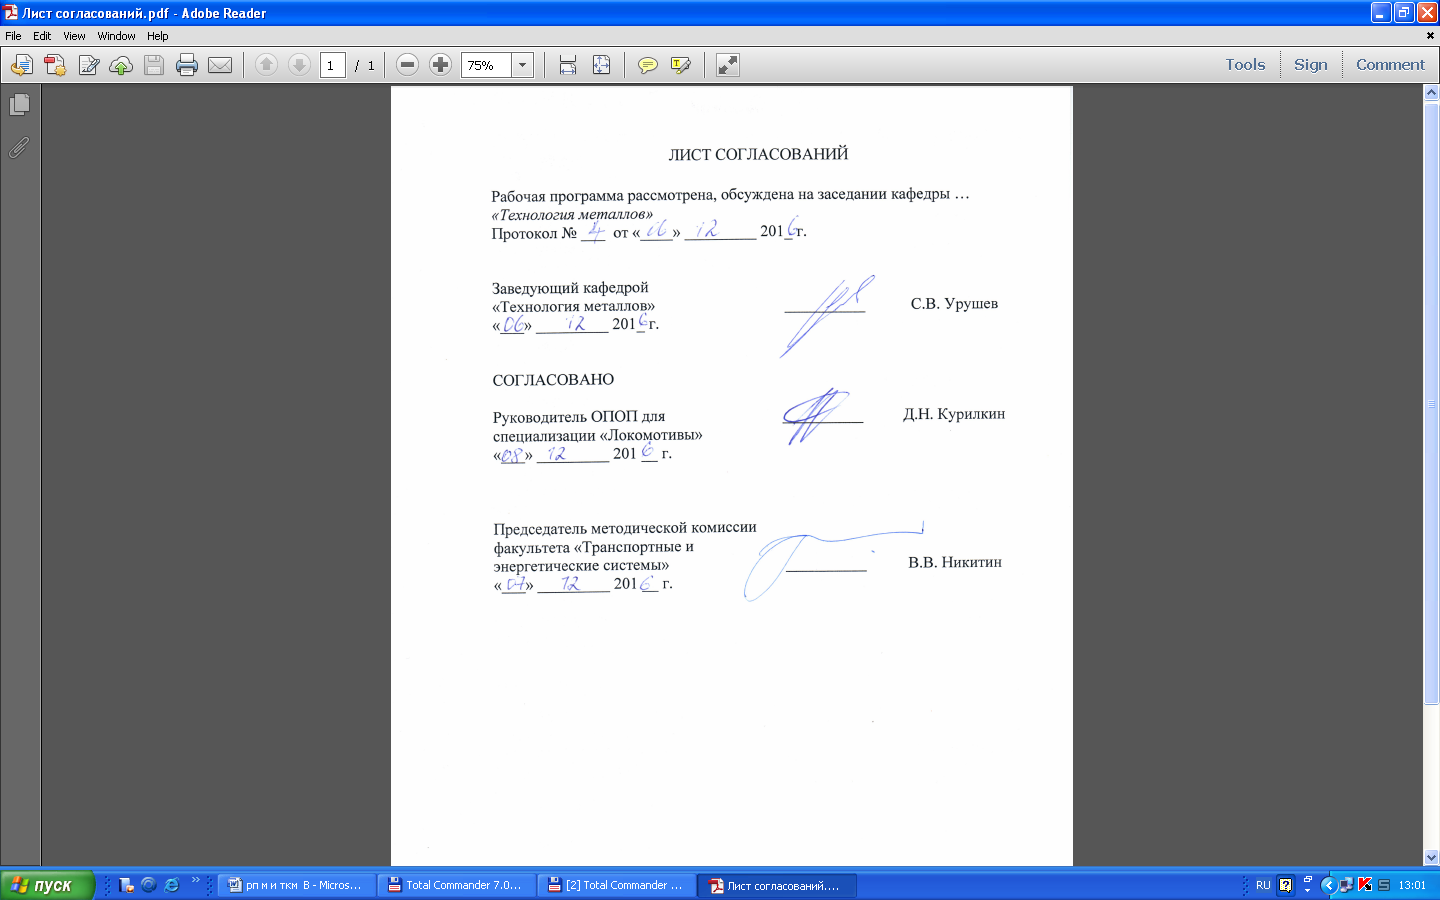 Лист согласований.pdf - Adobe Reader
File Edit View Window Help
1 / 1 75% Tools Sign Comment
ЛИСТ СОГЛАСОВАНИЙ
Рабочая программа рассмотрена, обсуждена на заседании кафедры …
«Технология металлов»
Протокол № 4 от «06» 12 2016г.
Заведующий кафедрой
«Технология металлов» С.В. Урушев
«06» 12 2016 г.
СОГЛАСОВАНО
Руководитель ОПОП для Д.Н. Курилкин
специализации «Локомотивы»
«08» 12 2016 г.
Председатель методической комиссии
факультета «Транспортные и
энергетические системы» В.В. Никитин
«07» 12 2016 г.
пуск рп м и ткм В - Micros... Total Commander 7.0... [2] Total Commander ... Лист согласований.... RU 13:01